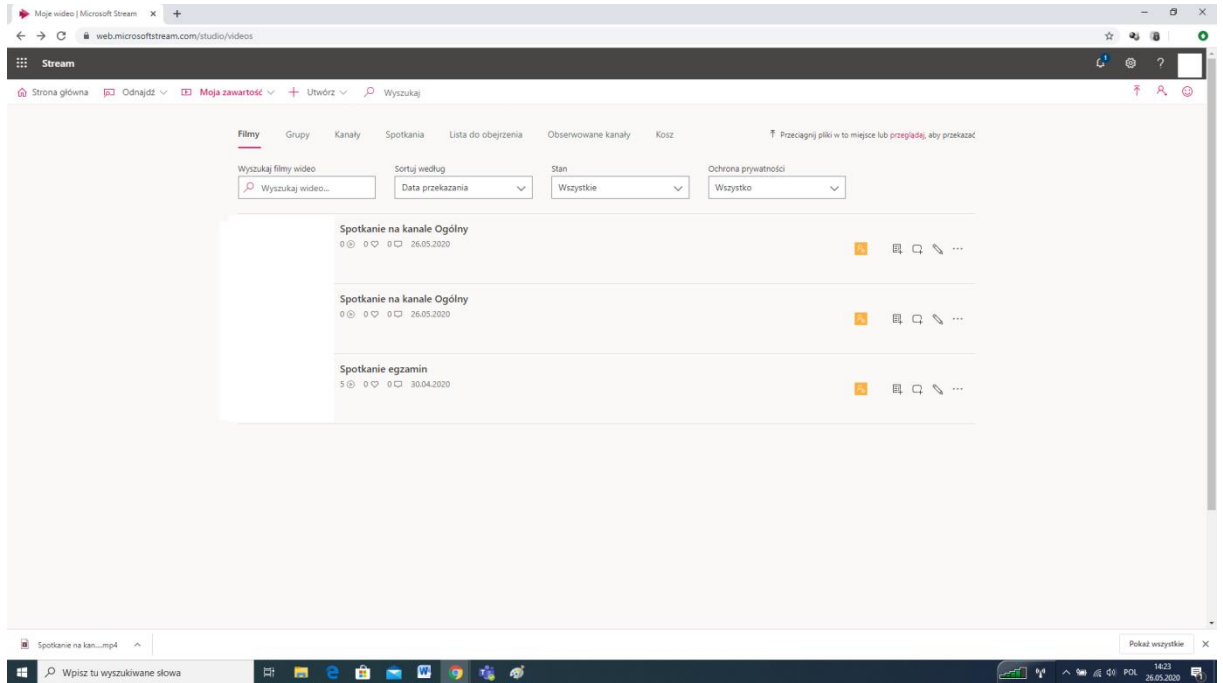 Moje wideo | Microsoft Stream
web.microsoftstream.com/studio/videos
Stream
1
?
Strona główna Odnajdź Moja zawartość Utwórz Wyszukaj
Filmy Grupy Kanały Spotkania Lista do obejrzenia Obserwowane kanały Kosz Przeciągnij pliki w to miejsce lub przeglądaj, aby przekazać
Wyszukaj filmy wideo Sortuj według Stan Ochrona prywatności
Wyszukaj wideo... Data przekazania Wszystkie Wszystko
Spotkanie na kanale Ogólny
0 0 0 26.05.2020
Spotkanie na kanale Ogólny
0 0 0 26.05.2020
Spotkanie egzamin
5 0 0 30.04.2020
Spotkanie na kan....mp4 Pokaż wszystkie
Wpisz tu wyszukiwane słowa POL 14:23
26.05.2020